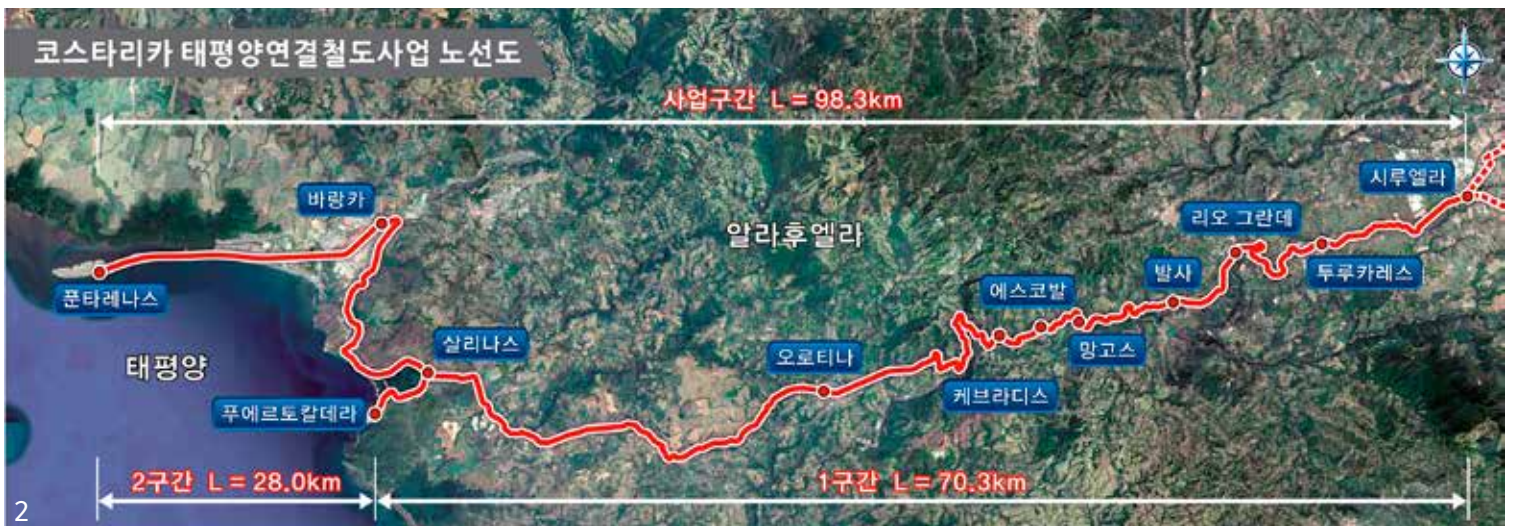 코스타리카 태평양연결철도사업 노선도
사업구간 L = 98.3km
시루엘라
바랑카
리오 그란데
알라후엘라
투루카레스
발사
에스코발
푼타레나스
망고스
살리나스
오로티나
태평양
케브라디스
푸에르토칼데라
2구간 L = 28.0km
1구간 L = 70.3km
2